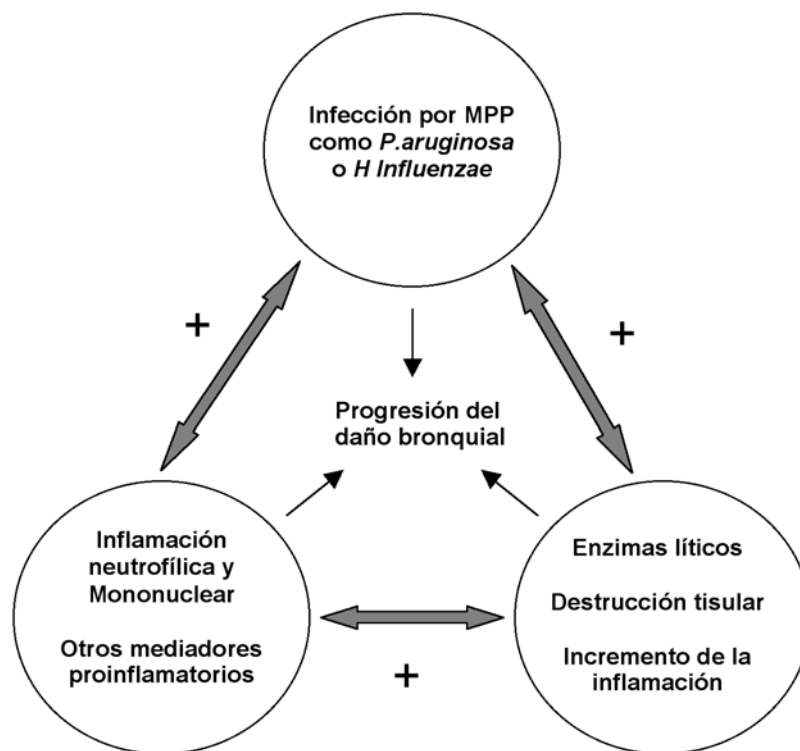 Infección por MPP
como P.aruginosa
o H Influenzae
+
+
Progresión del
daño bronquial
Inflamación
neutrofílica y
Mononuclear
Otros mediadores
proinflamatorios
Enzimas líticos
Destrucción tisular
Incremento de la
inflamación
+